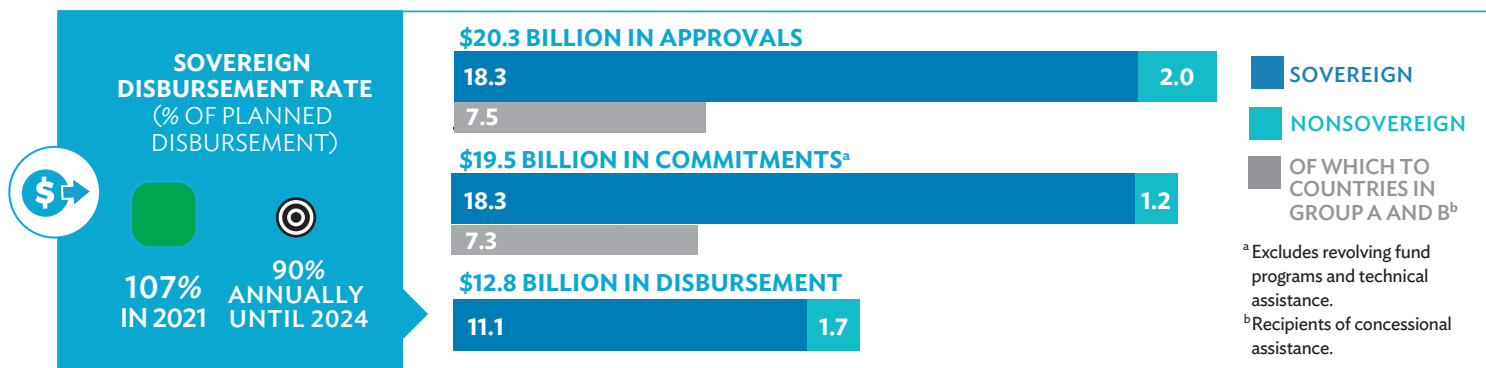 SOVEREIGN
DISBURSEMENT RATE
(% OF PLANNED
DISBURSEMENT)
$
107%
IN 2021
90%
ANNUALLY
UNTIL 2024
$20.3 BILLION IN APPROVALS
18.3 2.0
7.5
$19.5 BILLION IN COMMITMENTSᵃ
18.3 1.2
7.3
$12.8 BILLION IN DISBURSEMENT
11.1 1.7
SOVEREIGN
NONSOVEREIGN
OF WHICH TO
COUNTRIES IN
GROUP A AND Bᵇ
ᵃ Excludes revolving fund
programs and technical
assistance.
ᵇ Recipients of concessional
assistance.